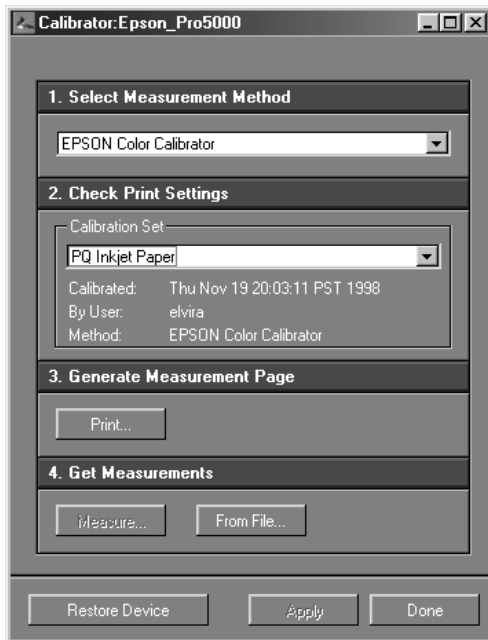 Calibrator:Epson_Pro5000
1. Select Measurement Method
EPSON Color Calibrator
2. Check Print Settings
Calibration Set
PQ Inkjet Paper
Calibrated: Thu Nov 19 20:03:11 PST 1998
By User: elvira
Method: EPSON Color Calibrator
3. Generate Measurement Page
Print...
4. Get Measurements
Measure... From File...
Restore Device Apply Done